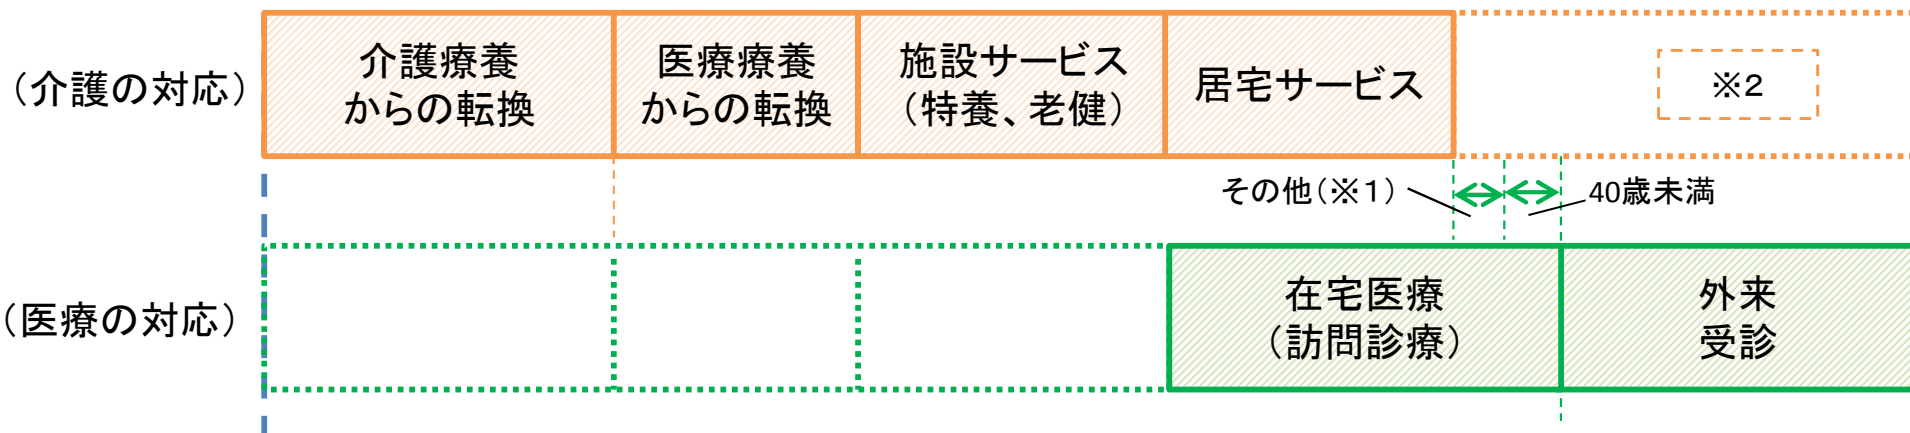 （介護の対応）
介護療養
からの転換
医療療養
からの転換
施設サービス
（特養、老健）
居宅サービス
※2
その他（※１）
40歳未満
（医療の対応）
在宅医療
（訪問診療）
外来
受診